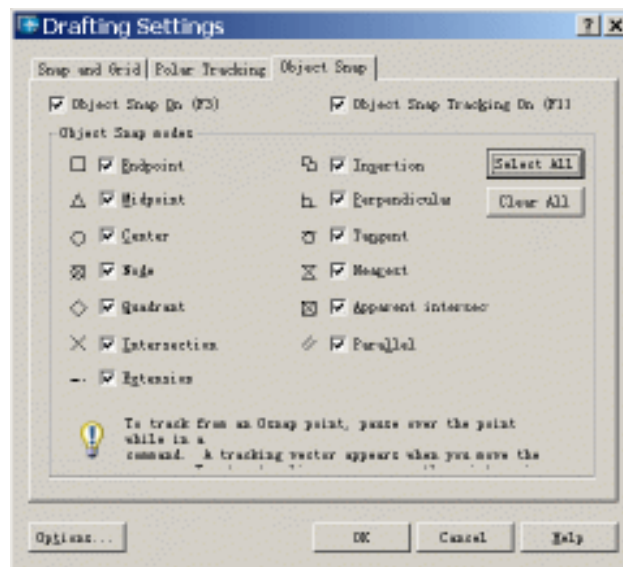 Drafting Settings
Snap and Grid Polar Tracking Object Snap
Object Snap On (F3) Object Snap Tracking On (F11
Object Snap modes
Endpoint Insertion Select All
Midpoint Perpendicular Clear All
Center Tangent
Node Nearest
Quadrant Apparent intersec
Intersection Parallel
Extension
To track from an Osnap point, pause over the point
while in a
command. A tracking vector appears when you move the
Options... OK Cancel Help